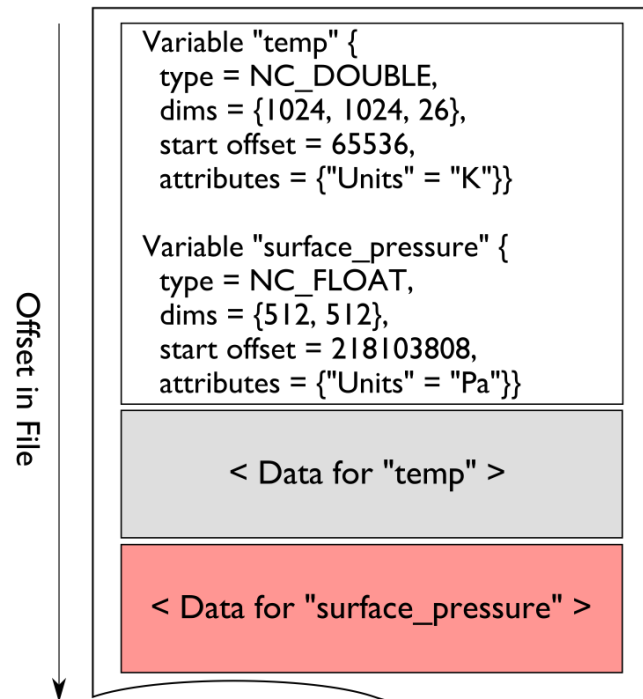 Variable "temp" {
type = NC_DOUBLE,
dims = {1024, 1024, 26},
start offset = 65536,
attributes = {"Units" = "K"}}
Variable "surface_pressure" {
type = NC_FLOAT,
dims = {512, 512},
start offset = 218103808,
attributes = {"Units" = "Pa"}}
< Data for "temp" >
< Data for "surface_pressure" >
Offset in File